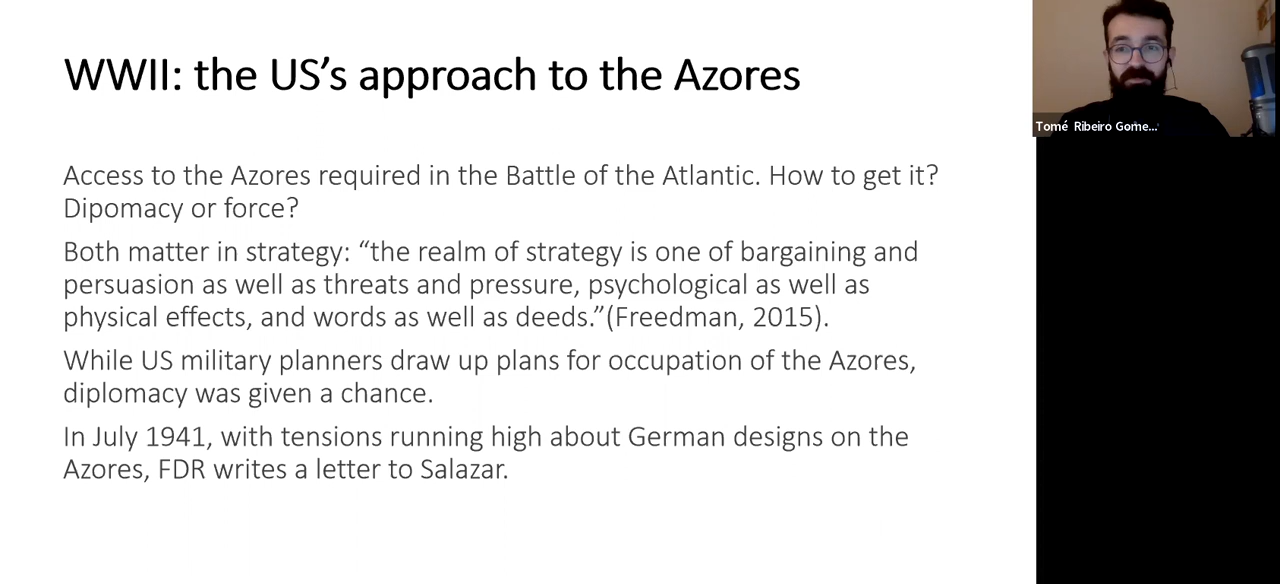 WWII: the US’s approach to the Azores
Access to the Azores required in the Battle of the Atlantic. How to get it?
Dipomacy or force?
Both matter in strategy: “the realm of strategy is one of bargaining and
persuasion as well as threats and pressure, psychological as well as
physical effects, and words as well as deeds.”(Freedman, 2015).
While US military planners draw up plans for occupation of the Azores,
diplomacy was given a chance.
In July 1941, with tensions running high about German designs on the
Azores, FDR writes a letter to Salazar.
Tomé Ribeiro Gome...